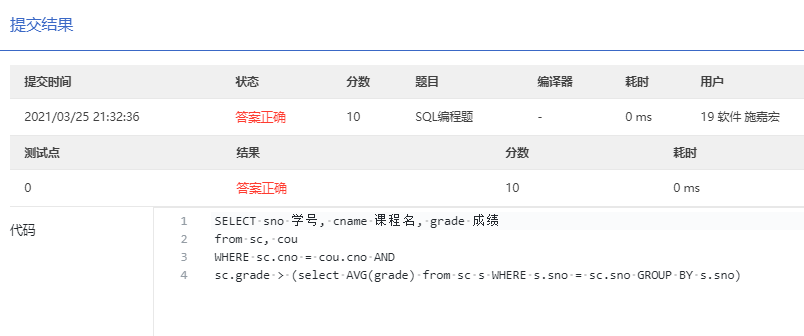 提交结果
提交时间 状态 分数 题目 编译器 耗时 用户
2021/03/25 21:32:36 答案正确 10 SQL编程题 - 0 ms 19 软件 施嘉宏
测试点 结果 分数 耗时
0 答案正确 10 0 ms
代码
1 SELECT sno 学号, cname 课程名, grade 成绩
2 from sc, cou
3 WHERE sc.cno = cou.cno AND
4 sc.grade > (select AVG(grade) from sc s WHERE s.sno = sc.sno GROUP BY s.sno)